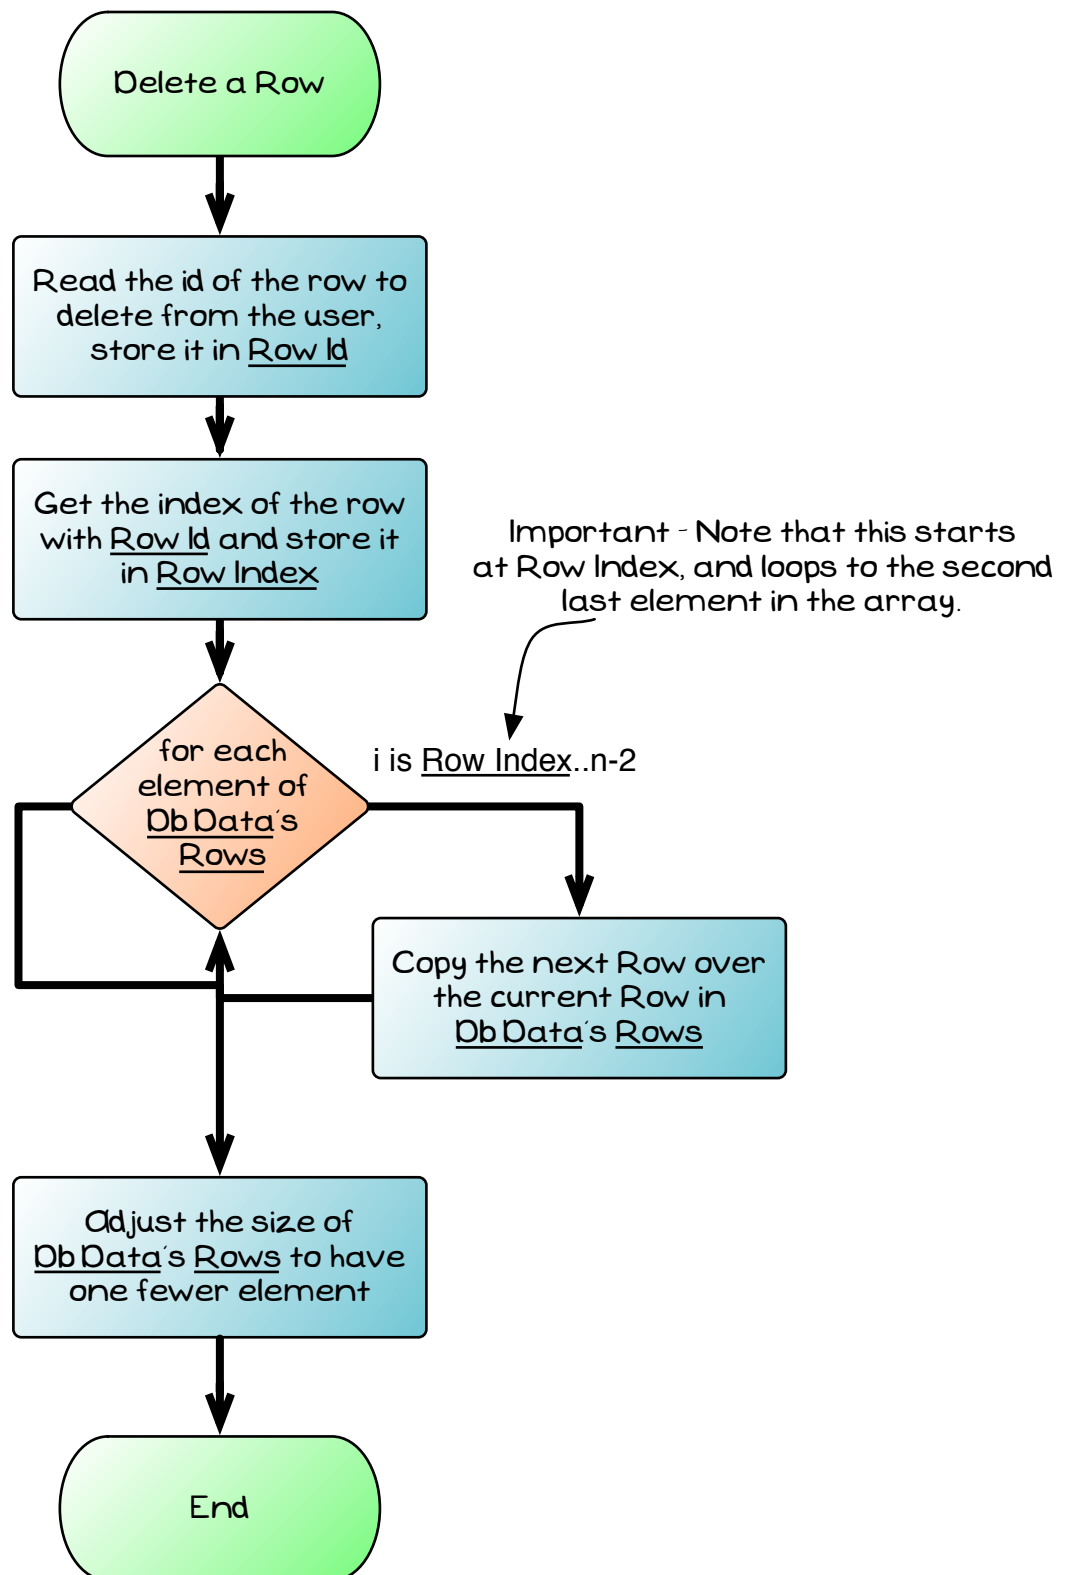 Delete a Row
Read the id of the row to
delete from the user,
store it in Row Id
Get the index of the row
with Row Id and store it
in Row Index
Important - Note that this starts
at Row Index, and loops to the second
last element in the array.
i is Row Index..n-2
for each
element of
Db Data's
Rows
Copy the next Row over
the current Row in
Db Data's Rows
Adjust the size of
Db Data's Rows to have
one fewer element
End